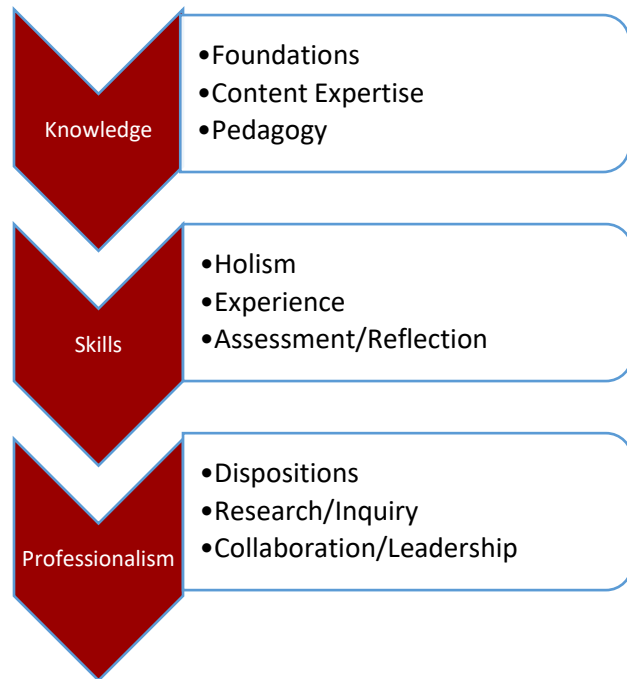 Knowledge
•Foundations
•Content Expertise
•Pedagogy
Skills
•Holism
•Experience
•Assessment/Reflection
Professionalism
•Dispositions
•Research/Inquiry
•Collaboration/Leadership